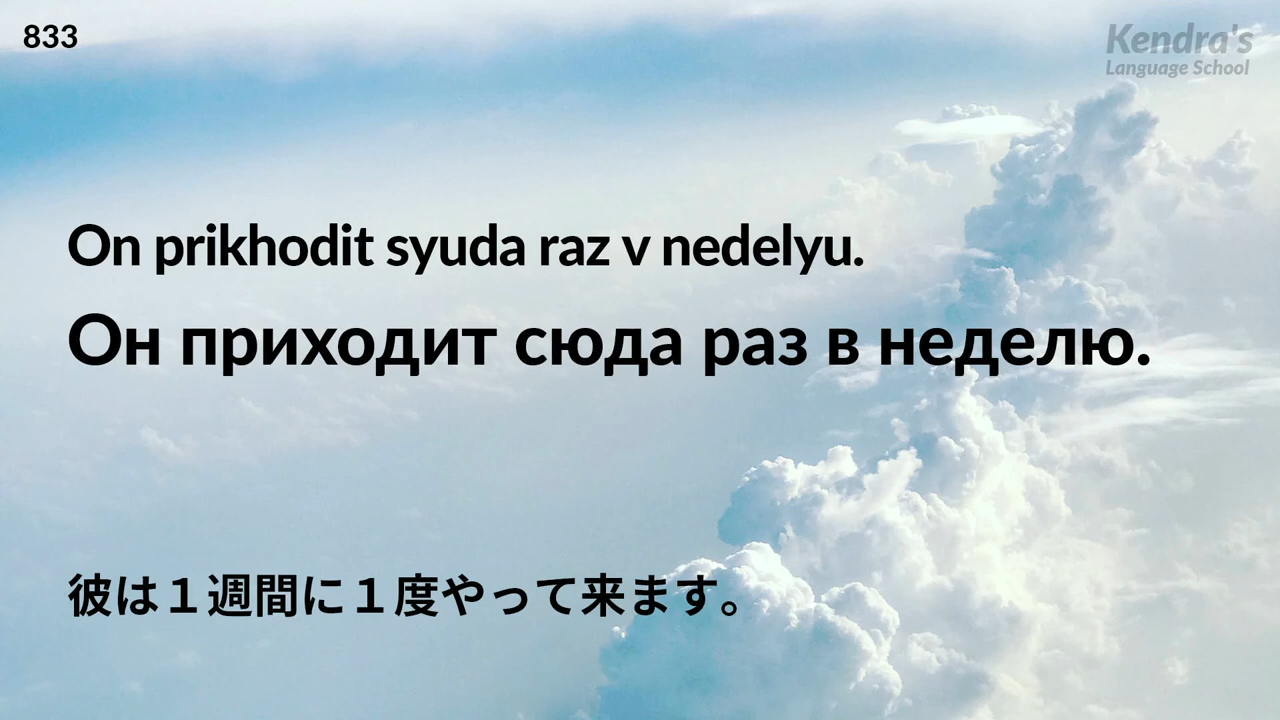 833
Kendra's
Language School
On prikhodit syuda raz v nedelyu.
Он приходит сюда раз в неделю.
彼は１週間に１度やって来ます。